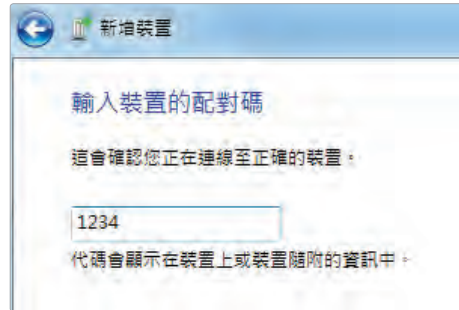 新增裝置
輸入裝置的配對碼
這會確認您正在連線至正確的裝置。
1234
代碼會顯示在裝置上或裝置隨附的資訊中。